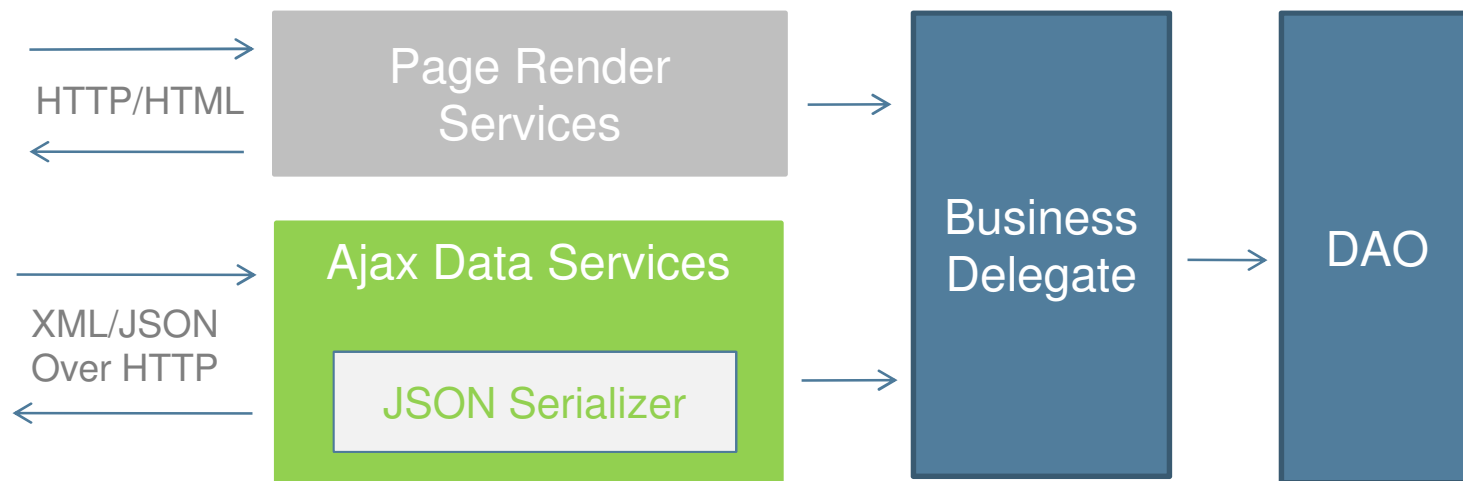 HTTP/HTML
Page Render
Services
XML/JSON
Over HTTP
Ajax Data Services
JSON Serializer
Business
Delegate
DAO